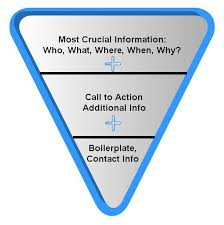 Most Crucial Information:
Who, What, Where, When, Why?
Call to Action
Additional Info
Boilerplate,
Contact Info